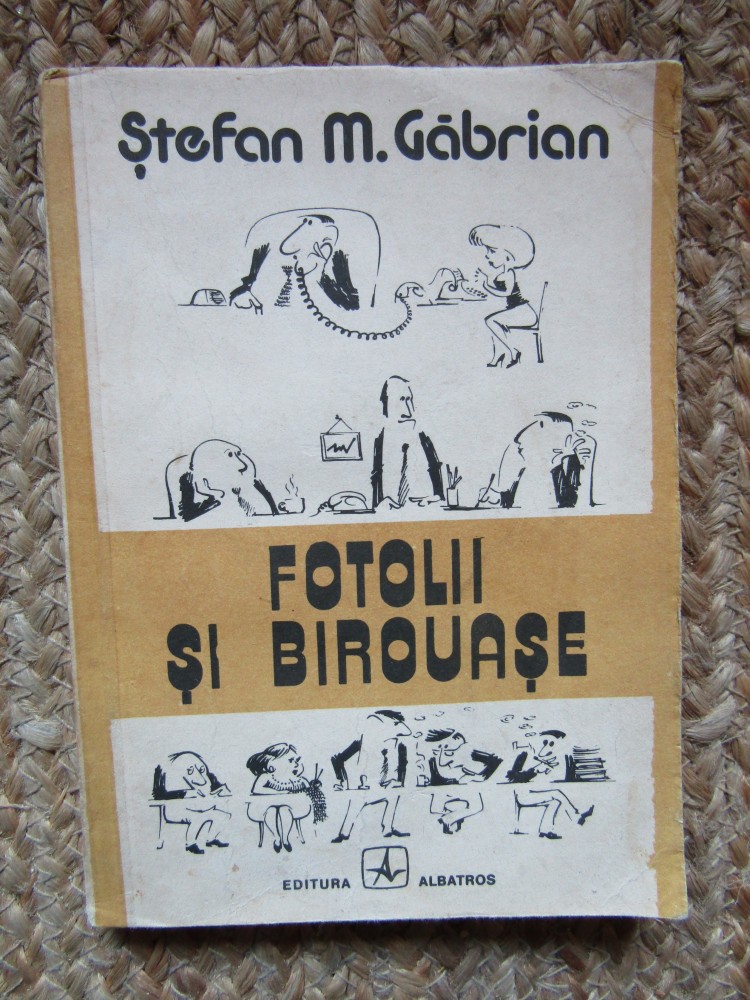 Ștefan M. Găbrian
FOTOLII
ȘI BIROUAȘE
EDITURA ALBATROS